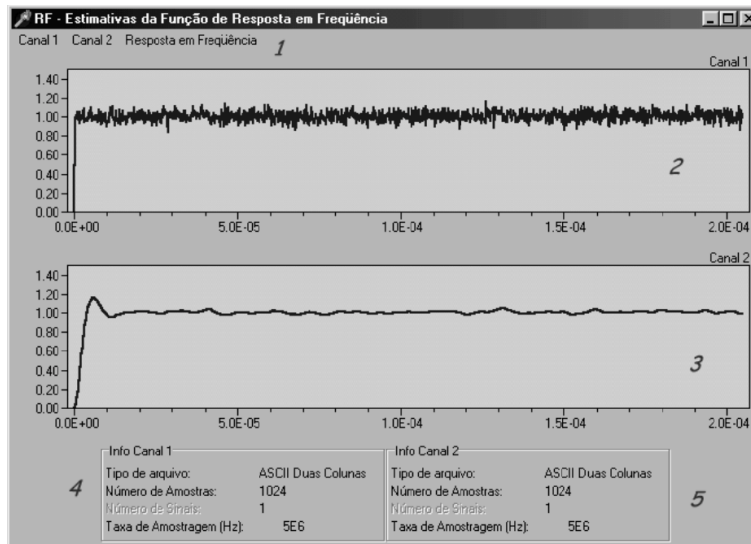 RF - Estimativas da Função de Resposta em Freqüência
Canal 1 Canal 2 Resposta em Freqüência
1
Canal 1
1.40
1.20
1.00
0.80
0.60
0.40
0.20
0.00
2
0.0E+00 5.0E-05 1.0E-04 1.5E-04 2.0E-04
Canal 2
1.40
1.20
1.00
0.80
0.60
0.40
0.20
0.00
3
0.0E+00 5.0E-05 1.0E-04 1.5E-04 2.0E-04
4
Info Canal 1
Tipo de arquivo: ASCII Duas Colunas
Número de Amostras: 1024
Número de Sinais: 1
Taxa de Amostragem (Hz): 5E6
Info Canal 2
Tipo de arquivo: ASCII Duas Colunas
Número de Amostras: 1024
Número de Sinais: 1
Taxa de Amostragem (Hz): 5E6
5